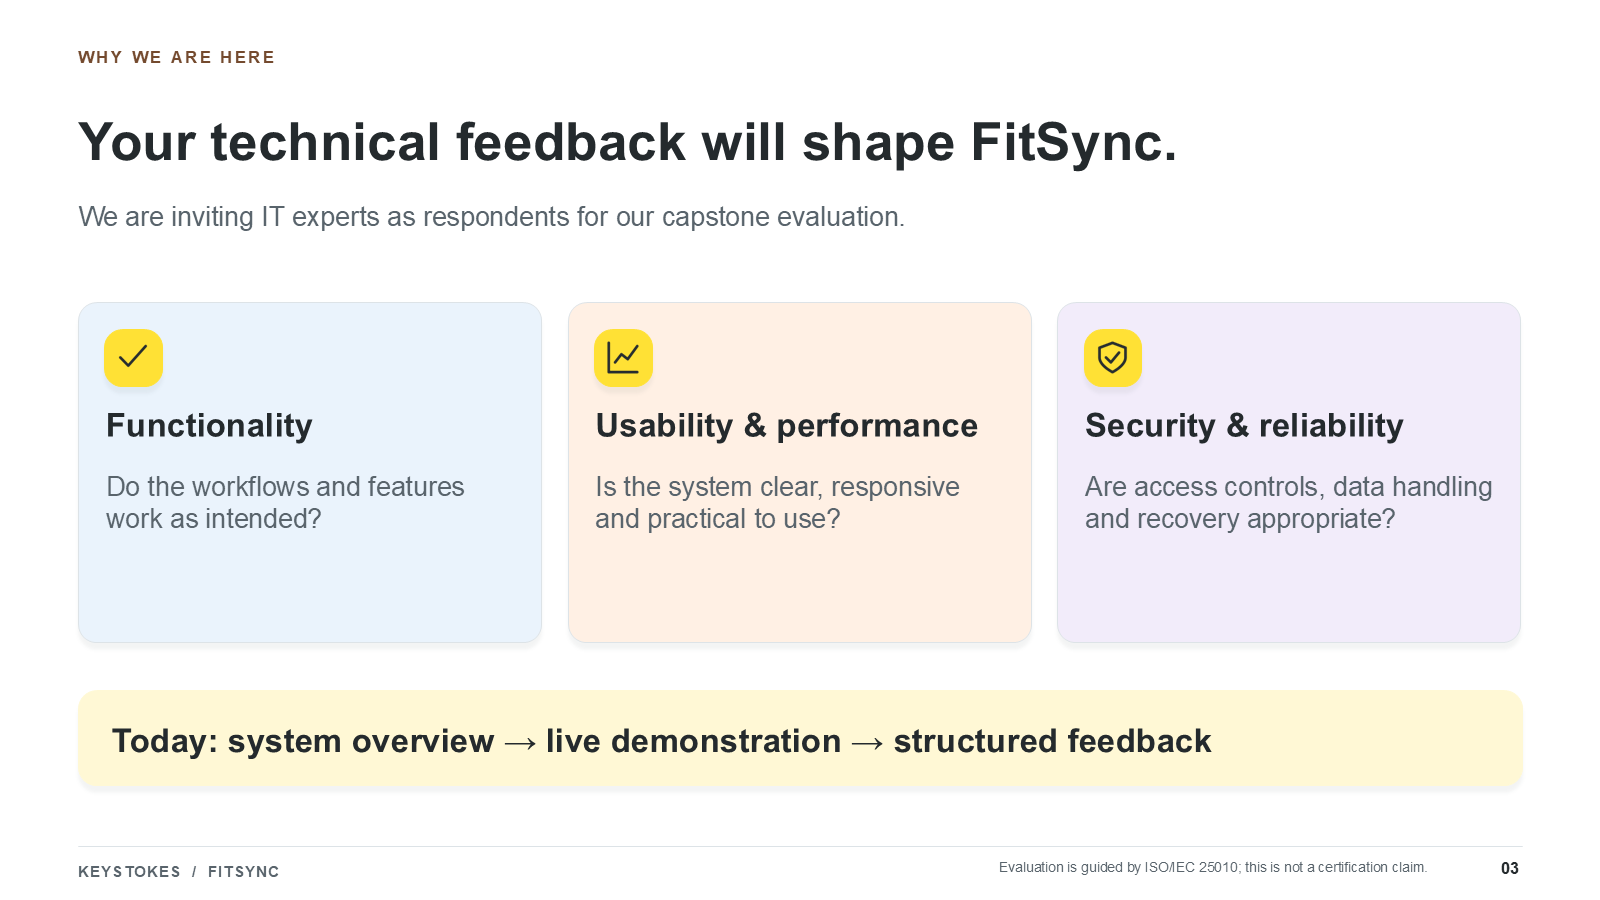 WHY WE ARE HERE
Your technical feedback will shape FitSync.
We are inviting IT experts as respondents for our capstone evaluation.
Functionality
Do the workflows and features
work as intended?
Usability & performance
Is the system clear, responsive
and practical to use?
Security & reliability
Are access controls, data handling
and recovery appropriate?
Today: system overview → live demonstration → structured feedback
KEYSTOKES / FITSYNC
Evaluation is guided by ISO/IEC 25010; this is not a certification claim.
03